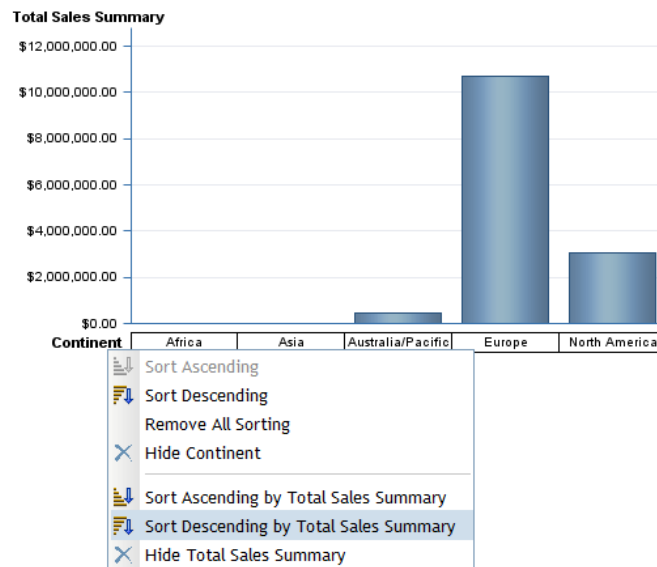 Total Sales Summary
$12,000,000.00
$10,000,000.00
$8,000,000.00
$6,000,000.00
$4,000,000.00
$2,000,000.00
$0.00
Continent Africa Asia Australia/Pacific Europe North America
Sort Ascending
Sort Descending
Remove All Sorting
Hide Continent
Sort Ascending by Total Sales Summary
Sort Descending by Total Sales Summary
Hide Total Sales Summary